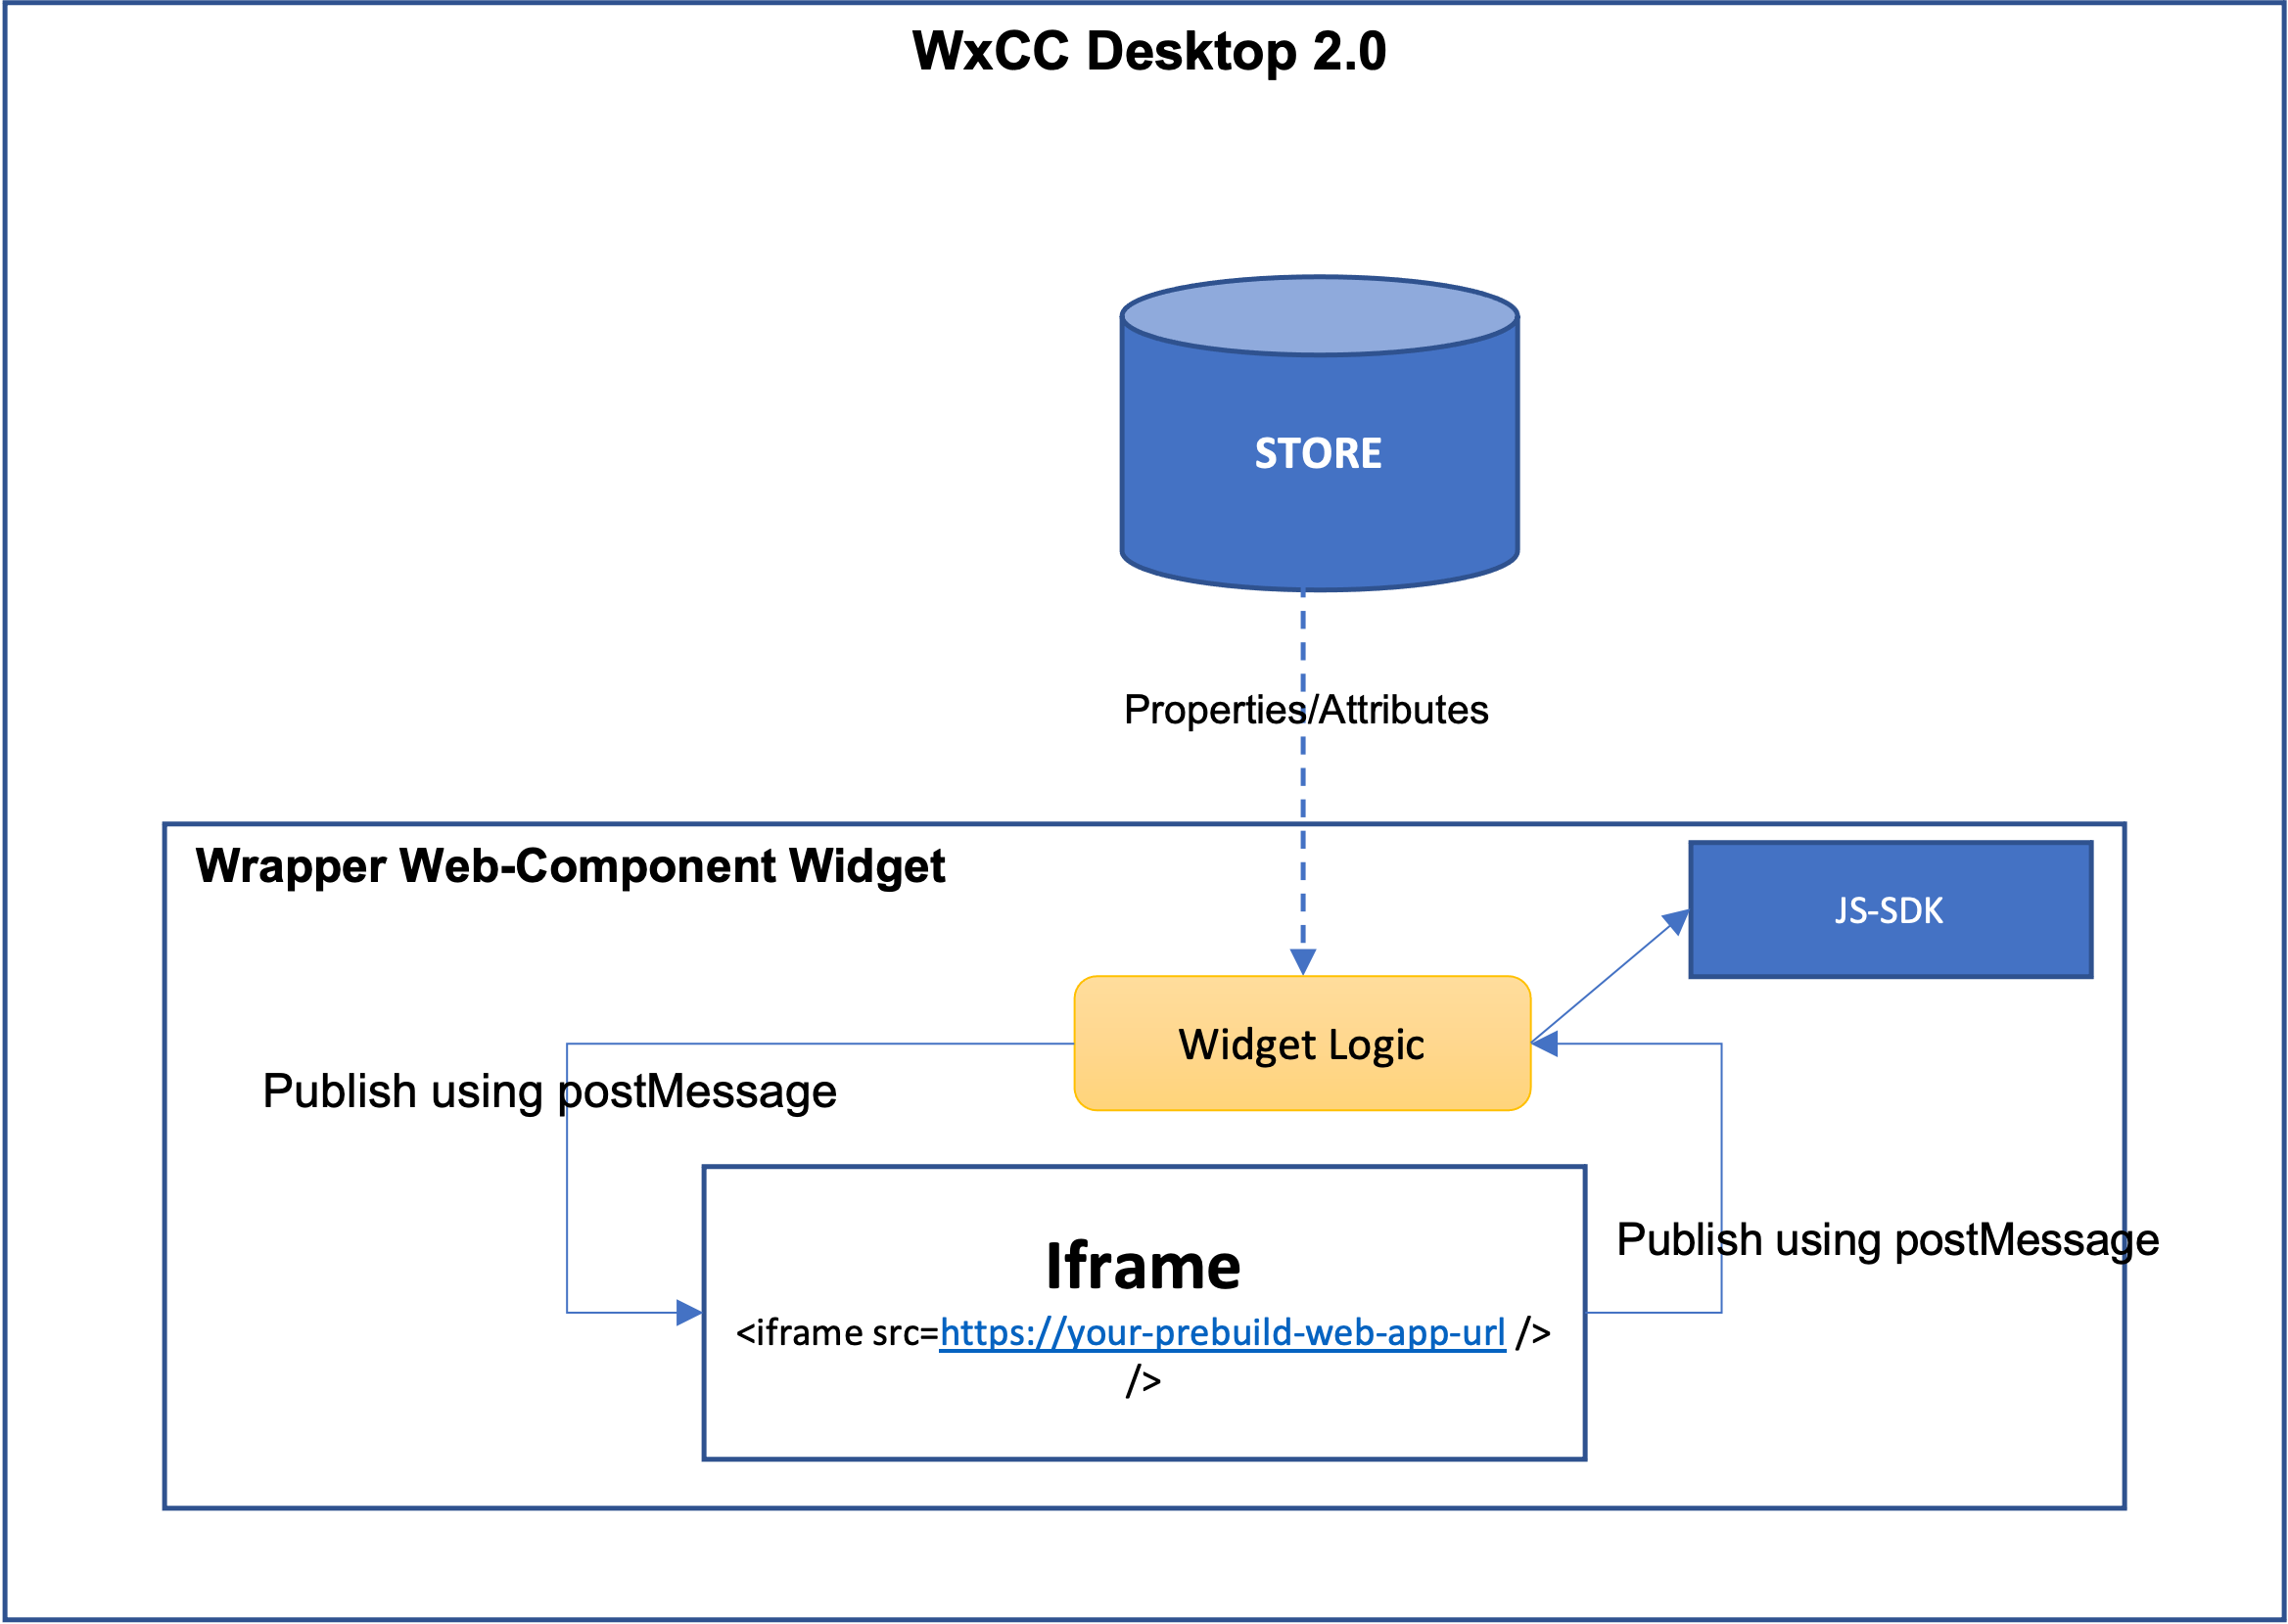 WxCC Desktop 2.0
STORE
Properties/Attributes
Wrapper Web-Component Widget
JS-SDK
Widget Logic
Publish using postMessage
Iframe
<iframe src=https://your-prebuild-web-app-url />
/>
Publish using postMessage